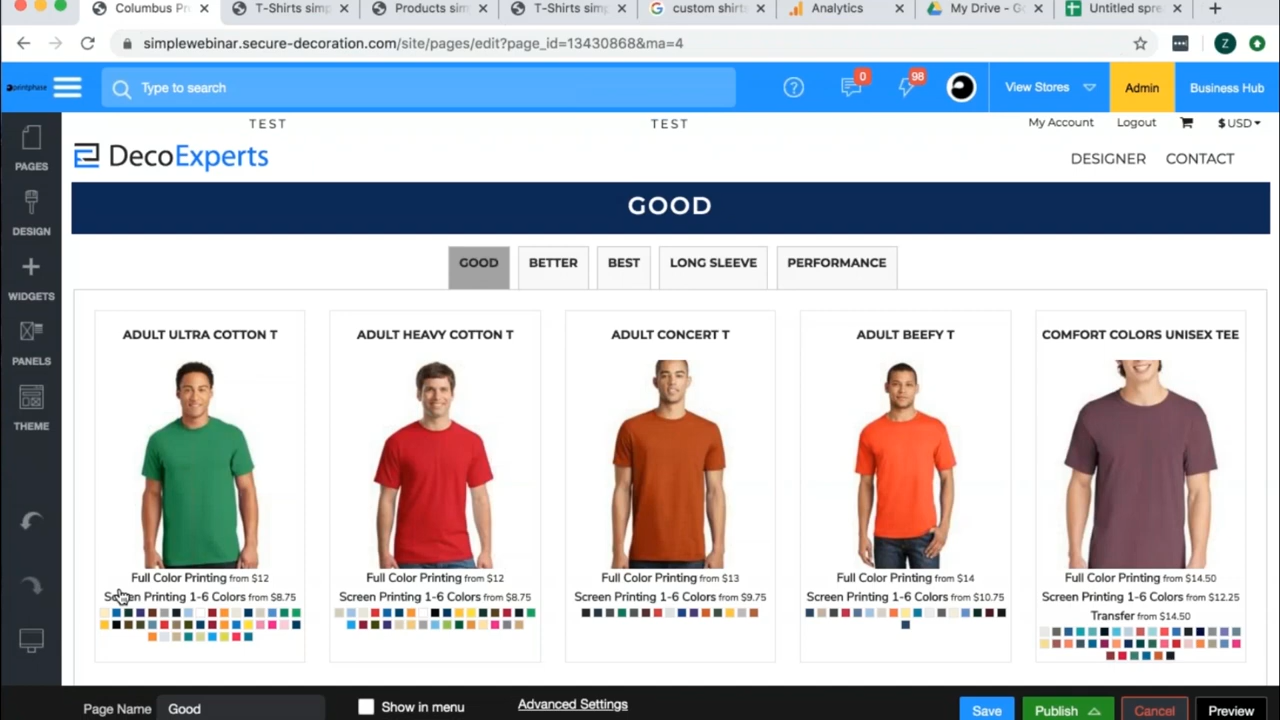 Columbus Pr
T-Shirts sim
Products sim
T-Shirts sim
custom shirts
Analytics
My Drive - G
Untitled spre
simplewebinar.secure-decoration.com/site/pages/edit?page_id=13430868&ma=4
Z
printphase
Type to search
0
98
View Stores
Admin
Business Hub
TEST
TEST
My Account
Logout
$ USD
DecoExperts
DESIGNER
CONTACT
PAGES
DESIGN
WIDGETS
PANELS
THEME
GOOD
GOOD
BETTER
BEST
LONG SLEEVE
PERFORMANCE
ADULT ULTRA COTTON T
ADULT HEAVY COTTON T
ADULT CONCERT T
ADULT BEEFY T
COMFORT COLORS UNISEX TEE
Full Color Printing from $12
Screen Printing 1-6 Colors from $8.75
Full Color Printing from $12
Screen Printing 1-6 Colors from $8.75
Full Color Printing from $13
Screen Printing 1-6 Colors from $9.75
Full Color Printing from $14
Screen Printing 1-6 Colors from $10.75
Full Color Printing from $14.50
Screen Printing 1-6 Colors from $12.25
Transfer from $14.50
Page Name
Good
Show in menu
Advanced Settings
Save
Publish
Cancel
Preview